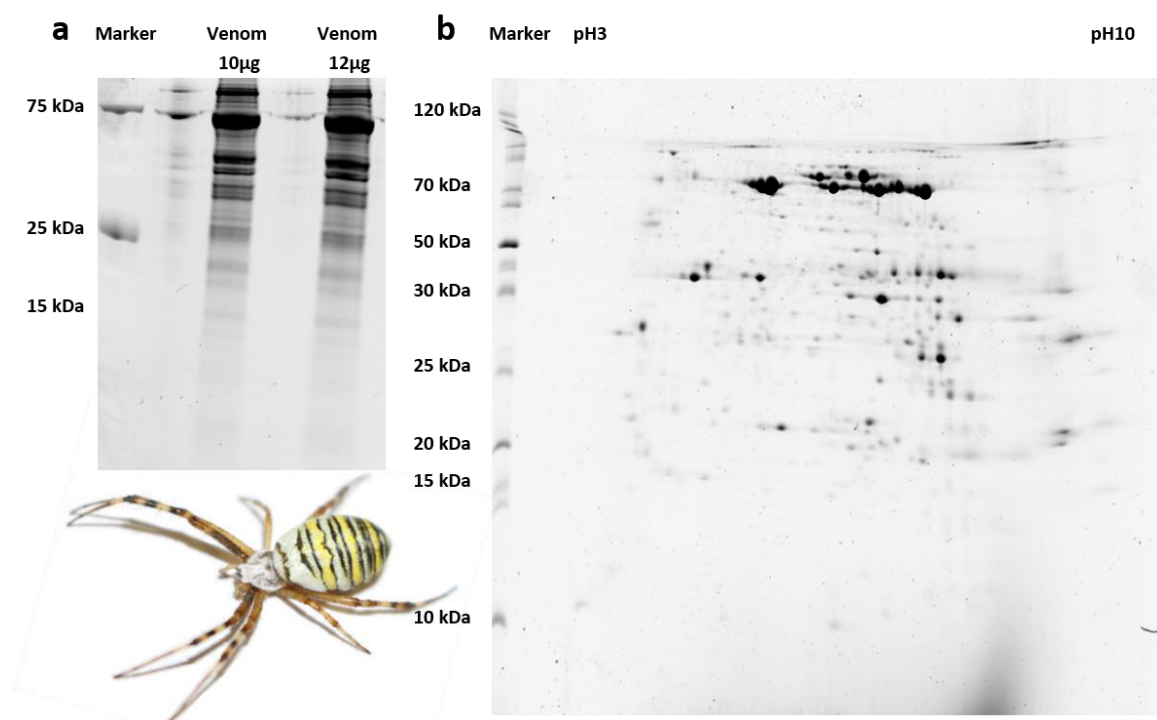 a
Marker
Venom
10µg
Venom
12µg
75 kDa
25 kDa
15 kDa
b
Marker
pH3
pH10
120 kDa
70 kDa
50 kDa
30 kDa
25 kDa
20 kDa
15 kDa
10 kDa